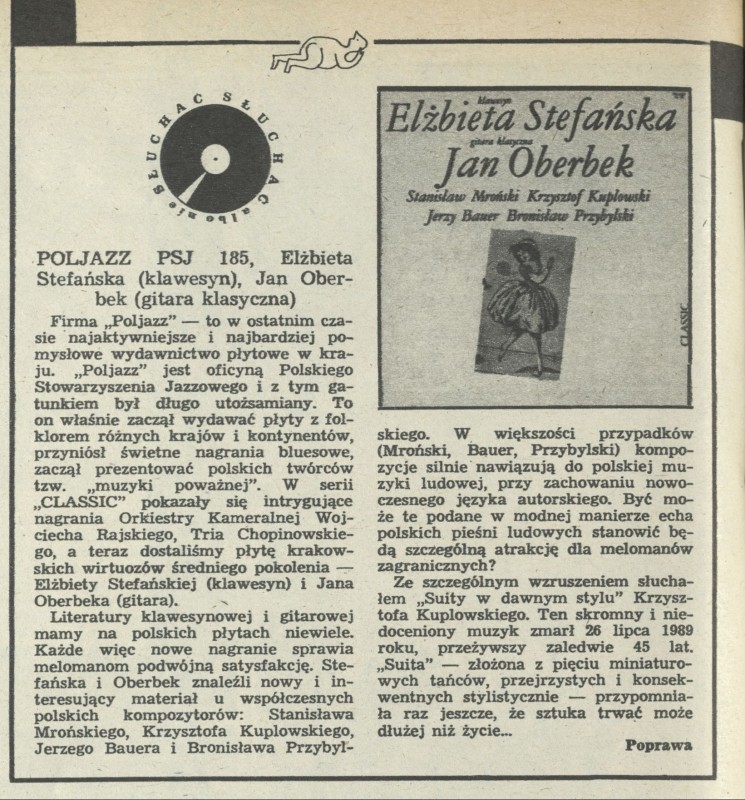 SŁUCHAC SŁUCHAC albo nie
POLJAZZ PSJ 185, Elżbieta
Stefańska (klawesyn), Jan Ober-
bek (gitara klasyczna)
Firma „Poljazz” — to w ostatnim cza-
sie najaktywniejsze i najbardziej po-
mysłowe wydawnictwo płytowe w kra-
ju. „Poljazz” jest oficyną Polskiego
Stowarzyszenia Jazzowego i z tym ga-
tunkiem był długo utożsamiany. To
on właśnie zaczął wydawać płyty z fol-
klorem różnych krajów i kontynentów,
przyniósł świetne nagrania bluesowe,
zaczął prezentować polskich twórców
tzw. „muzyki poważnej”. W serii
„CLASSIC” pokazały się intrygujące
nagrania Orkiestry Kameralnej Woj-
ciecha Rajskiego, Tria Chopinowskie-
go, a teraz dostaliśmy płytę krakow-
skich wirtuozów średniego pokolenia —
Elżbiety Stefańskiej (klawesyn) i Jana
Oberbeka (gitara).
Literatury klawesynowej i gitarowej
mamy na polskich płytach niewiele.
Każde więc nowe nagranie sprawia
melomanom podwójną satysfakcję. Ste-
fańska i Oberbek znaleźli nowy i in-
teresujący materiał u współczesnych
polskich kompozytorów: Stanisława
Mrońskiego, Krzysztofa Kuplowskiego,
Jerzego Bauera i Bronisława Przybyl-
klawesyn
Elżbieta Stefańska
gitara klasyczna
Jan Oberbek
Stanisław Mroński Krzysztof Kuplowski
Jerzy Bauer Bronisław Przybylski
CLASSIC
skiego. W większości przypadków
(Mroński, Bauer, Przybylski) kompo-
zycje silnie nawiązują do polskiej mu-
zyki ludowej, przy zachowaniu nowo-
czesnego języka autorskiego. Być mo-
że te podane w modnej manierze echa
polskich pieśni ludowych stanowić bę-
dą szczególną atrakcję dla melomanów
zagranicznych?
Ze szczególnym wzruszeniem słucha-
łem „Suity w dawnym stylu” Krzysz-
tofa Kuplowskiego. Ten skromny i nie-
doceniony muzyk zmarł 26 lipca 1989
roku, przeżywszy zaledwie 45 lat.
„Suita” — złożona z pięciu miniaturo-
wych tańców, przejrzystych i konsek-
wentnych stylistycznie — przypomnia-
ła raz jeszcze, że sztuka trwać może
dłużej niż życie...
Poprawa